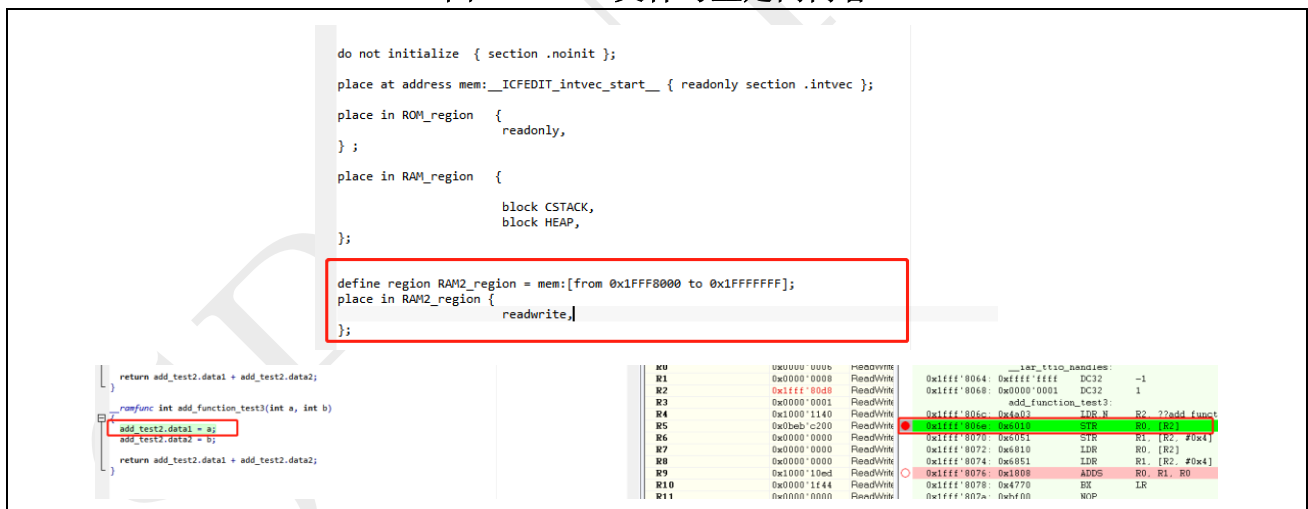 do not initialize { section .noinit };
place at address mem:__ICFEDIT_intvec_start__ { readonly section .intvec };
place in ROM_region {
readonly,
} ;
place in RAM_region {
block CSTACK,
block HEAP,
};
define region RAM2_region = mem:[from 0x1FFF8000 to 0x1FFFFFFF];
place in RAM2_region {
readwrite,
};
return add_test2.data1 + add_test2.data2;
}
__ramfunc int add_function_test3(int a, int b)
{
add_test2.data1 = a;
add_test2.data2 = b;
return add_test2.data1 + add_test2.data2;
}
R0 0x0000'0006 ReadWrite __iar_ttio_handles:
R1 0x0000'0008 ReadWrite 0x1fff'8064: 0xffff'ffff DC32 -1
R2 0x1fff'80d8 ReadWrite 0x1fff'8068: 0x0000'0001 DC32 1
R3 0x0000'0001 ReadWrite add_function_test3:
R4 0x1000'1140 ReadWrite 0x1fff'806c: 0x4a03 LDR.N R2, ??add_funct
R5 0x0beb'c200 ReadWrite 0x1fff'806e: 0x6010 STR R0, [R2]
R6 0x0000'0000 ReadWrite 0x1fff'8070: 0x6051 STR R1, [R2, #0x4]
R7 0x0000'0000 ReadWrite 0x1fff'8072: 0x6810 LDR R0, [R2]
R8 0x0000'0000 ReadWrite 0x1fff'8074: 0x6851 LDR R1, [R2, #0x4]
R9 0x1000'10ed ReadWrite 0x1fff'8076: 0x1808 ADDS R0, R1, R0
R10 0x0000'1f44 ReadWrite 0x1fff'8078: 0x4770 BX LR
R11 0x0000'0000 ReadWrite 0x1fff'807a: 0xbf00 NOP